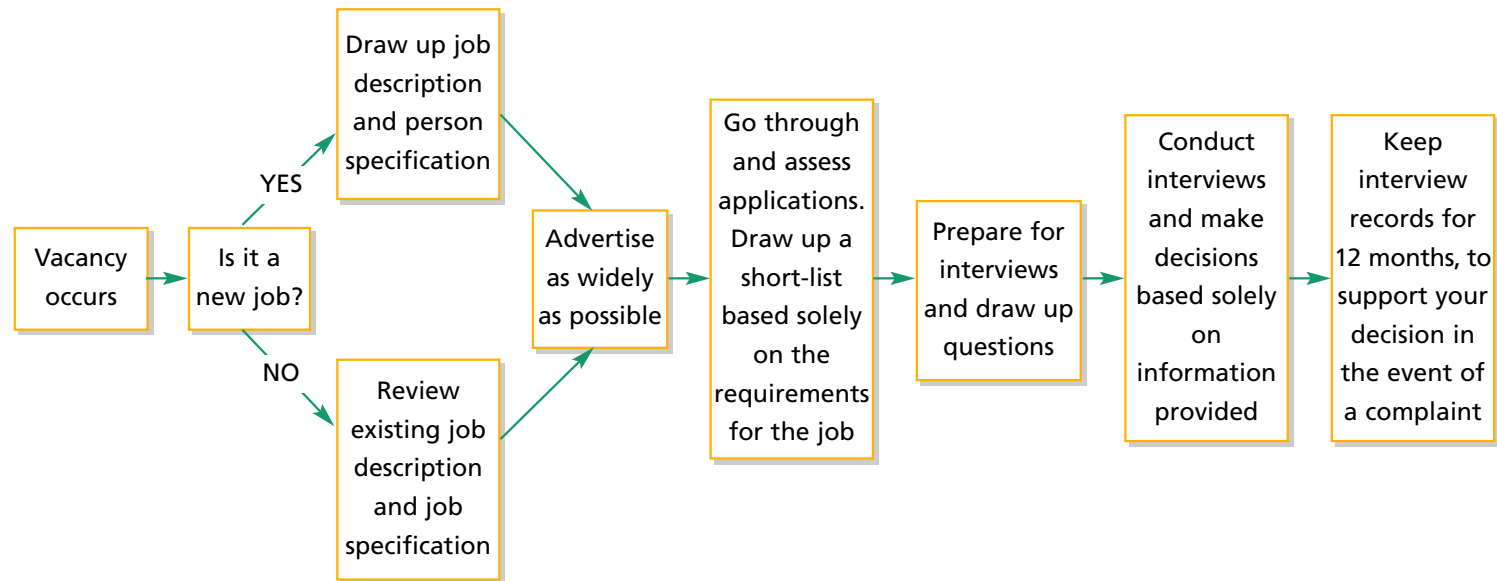 Vacancy
occurs
Is it a
new job?
YES
Draw up job
description
and person
specification
NO
Review
existing job
description
and job
specification
Advertise
as widely
as possible
Go through
and assess
applications.
Draw up a
short-list
based solely
on the
requirements
for the job
Prepare for
interviews
and draw up
questions
Conduct
interviews
and make
decisions
based solely
on
information
provided
Keep
interview
records for
12 months, to
support your
decision in
the event of
a complaint